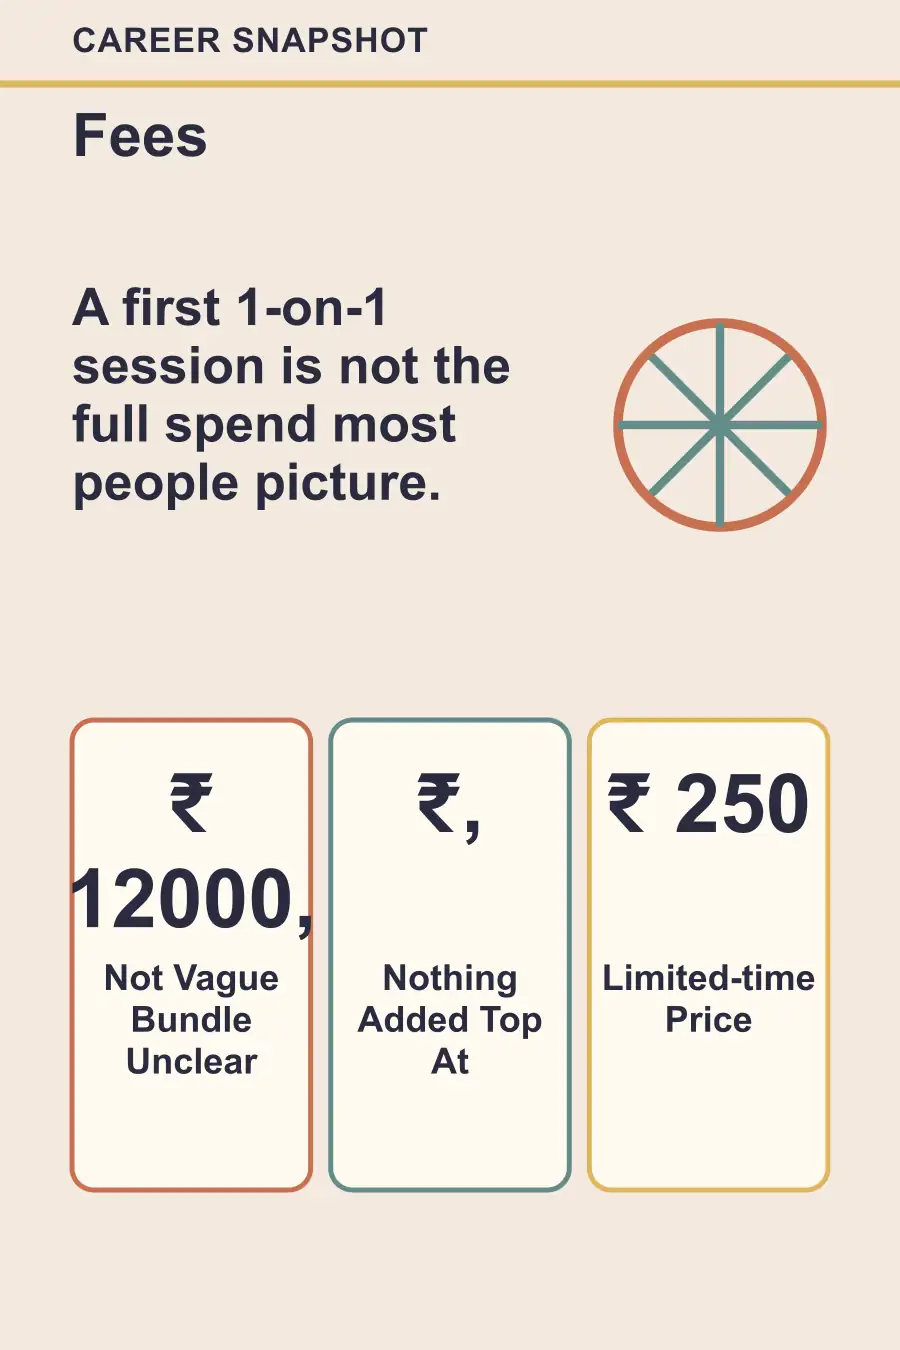 CAREER SNAPSHOT
Fees
A first 1-on-1
session is not the
full spend most
people picture.
₹
12000,
Not Vague
Bundle
Unclear
₹,
Nothing
Added Top
At
₹ 250
Limited-time
Price